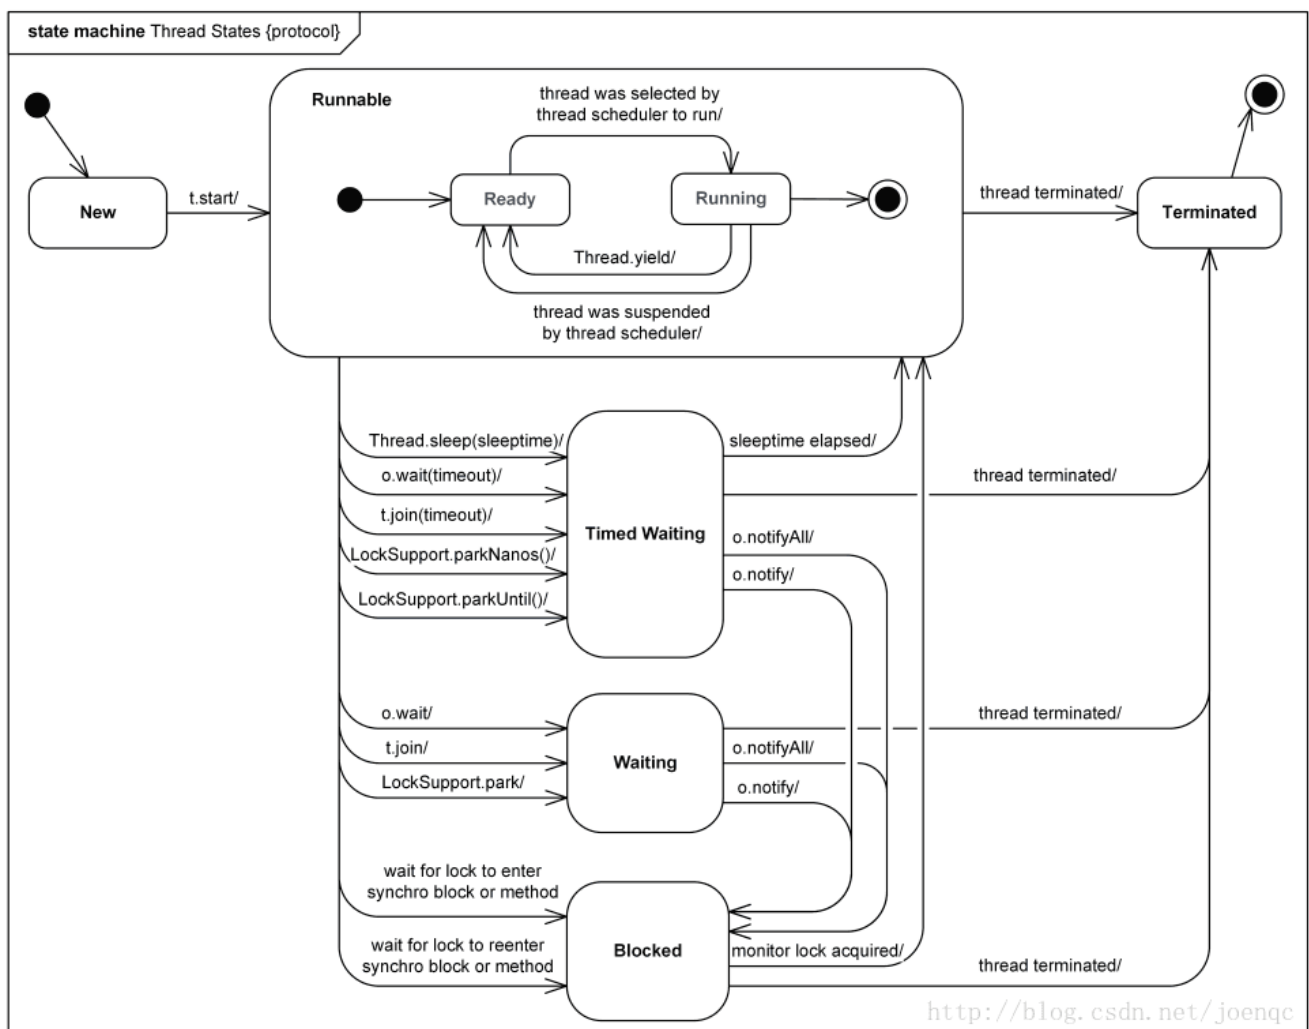 state machine Thread States {protocol}
Runnable
thread was selected by
thread scheduler to run/
New
t.start/
Ready
Running
thread terminated/
Terminated
Thread.yield/
thread was suspended
by thread scheduler/
Thread.sleep(sleeptime)/
o.wait(timeout)/
t.join(timeout)/
LockSupport.parkNanos()/
LockSupport.parkUntil()/
Timed Waiting
sleeptime elapsed/
thread terminated/
o.notifyAll/
o.notify/
o.wait/
t.join/
LockSupport.park/
Waiting
thread terminated/
o.notifyAll/
o.notify/
wait for lock to enter
synchro block or method
wait for lock to reenter
synchro block or method
Blocked
monitor lock acquired/
thread terminated/
http://blog.csdn.net/joenqc